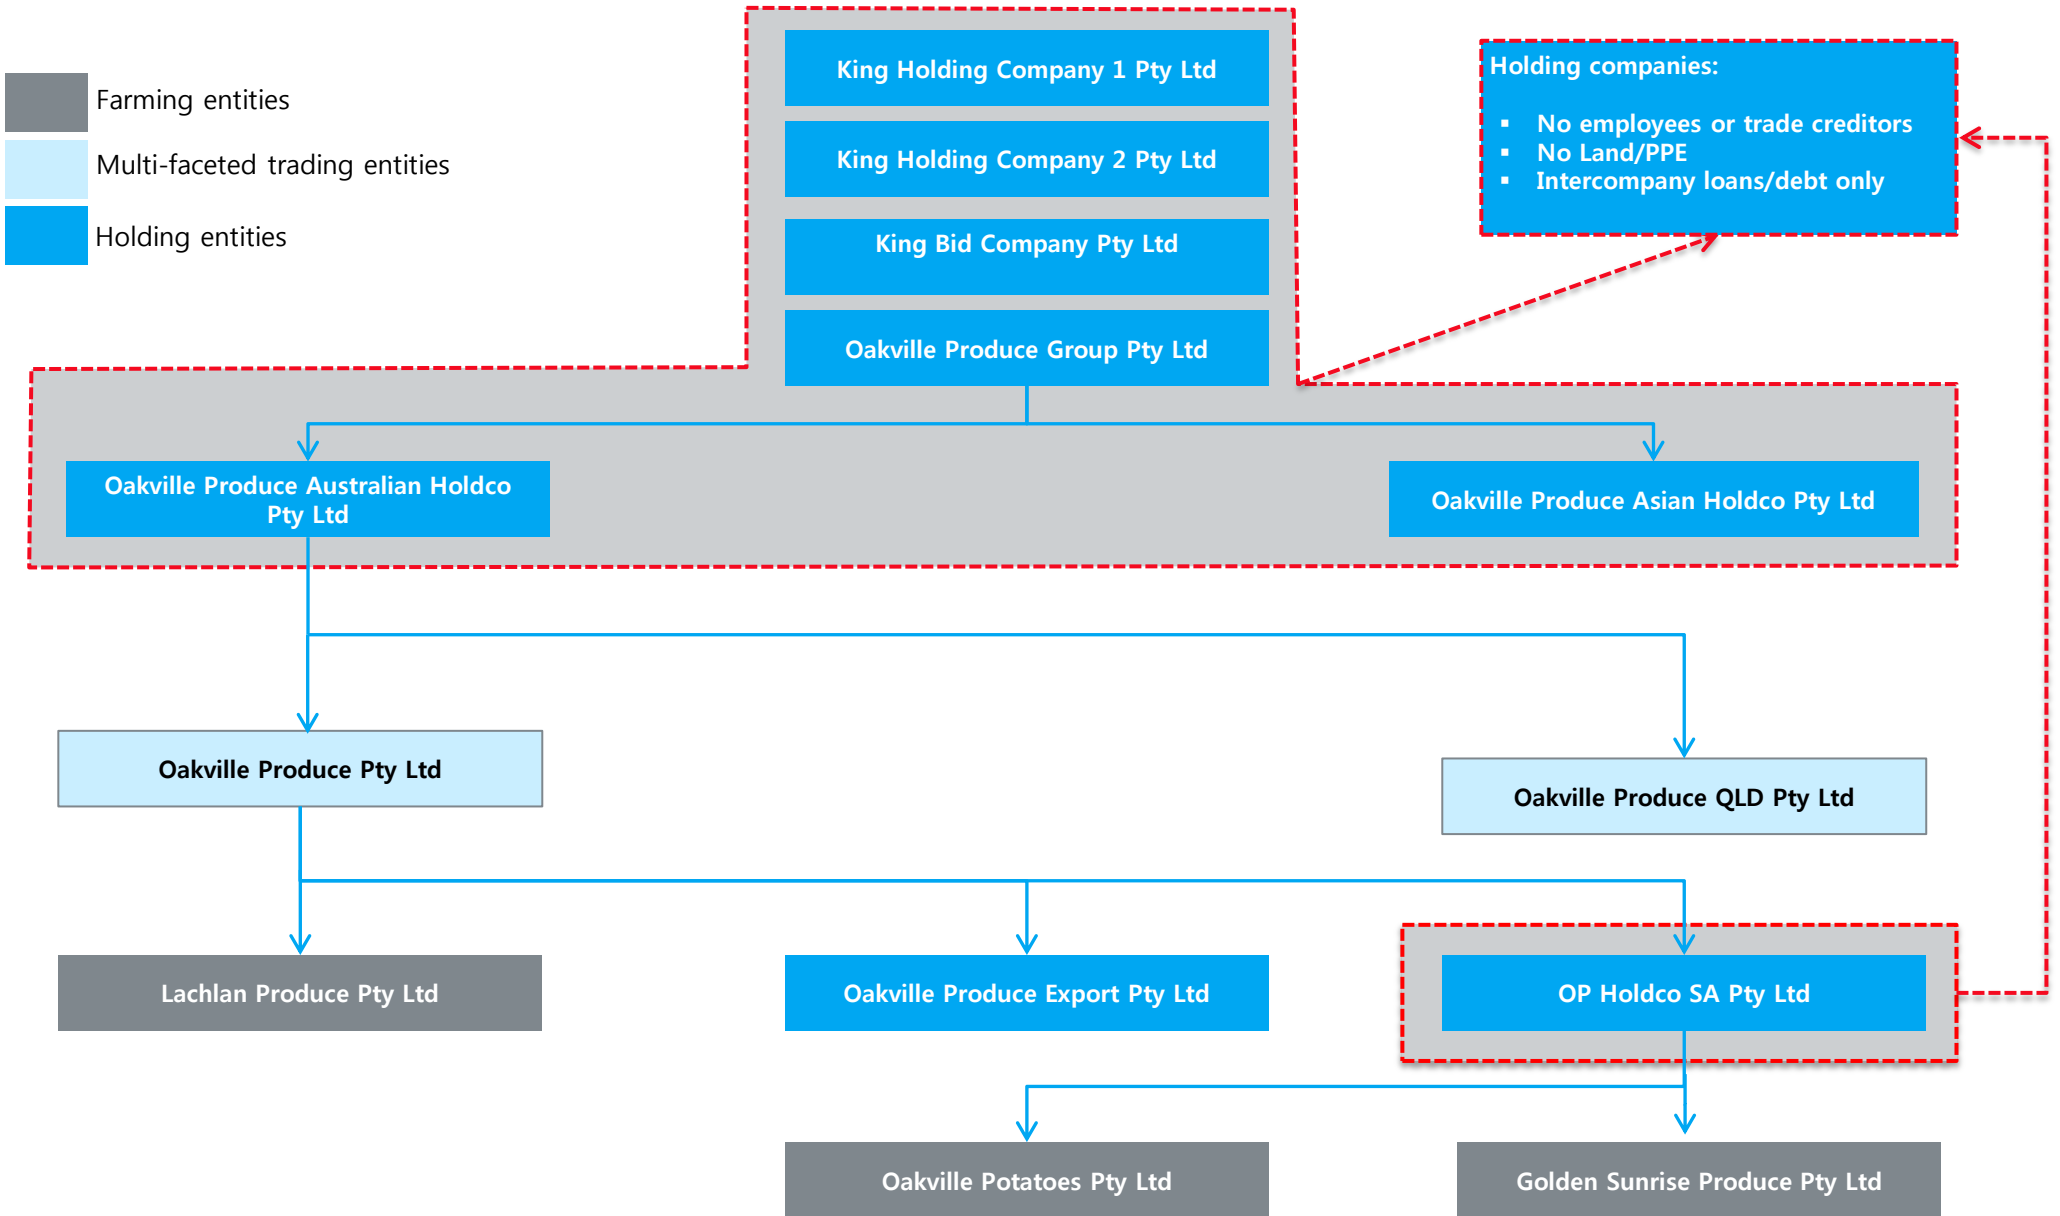 King Holding Company 1 Pty Ltd
Holding companies:
▪ No employees or trade creditors
▪ No Land/PPE
▪ Intercompany loans/debt only
Farming entities
Multi-faceted trading entities
Holding entities
King Holding Company 2 Pty Ltd
King Bid Company Pty Ltd
Oakville Produce Group Pty Ltd
Oakville Produce Australian Holdco
Pty Ltd
Oakville Produce Asian Holdco Pty Ltd
Oakville Produce Pty Ltd
Oakville Produce QLD Pty Ltd
Lachlan Produce Pty Ltd
Oakville Produce Export Pty Ltd
OP Holdco SA Pty Ltd
Oakville Potatoes Pty Ltd
Golden Sunrise Produce Pty Ltd